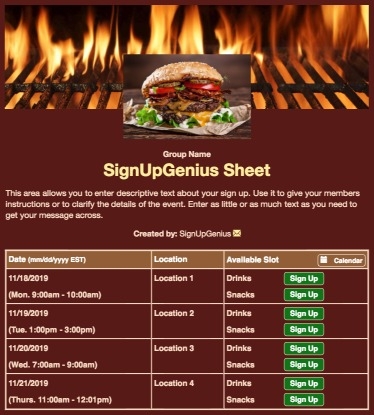 Group Name
SignUpGenius Sheet
This area allows you to enter descriptive text about your sign up. Use it to give your members
instructions or to clarify the details of the event. Enter as little or as much text as you need to
get your message across.
Created by: SignUpGenius
Date (mm/dd/yyyy EST) Location Available Slot Calendar
11/18/2019 Location 1 Drinks Sign Up
(Mon. 9:00am - 10:00am) Snacks Sign Up
11/19/2019 Location 2 Drinks Sign Up
(Tue. 1:00pm - 3:00pm) Snacks Sign Up
11/20/2019 Location 3 Drinks Sign Up
(Wed. 7:00am - 9:00am) Snacks Sign Up
11/21/2019 Location 4 Drinks Sign Up
(Thurs. 11:00am - 12:01pm) Snacks Sign Up